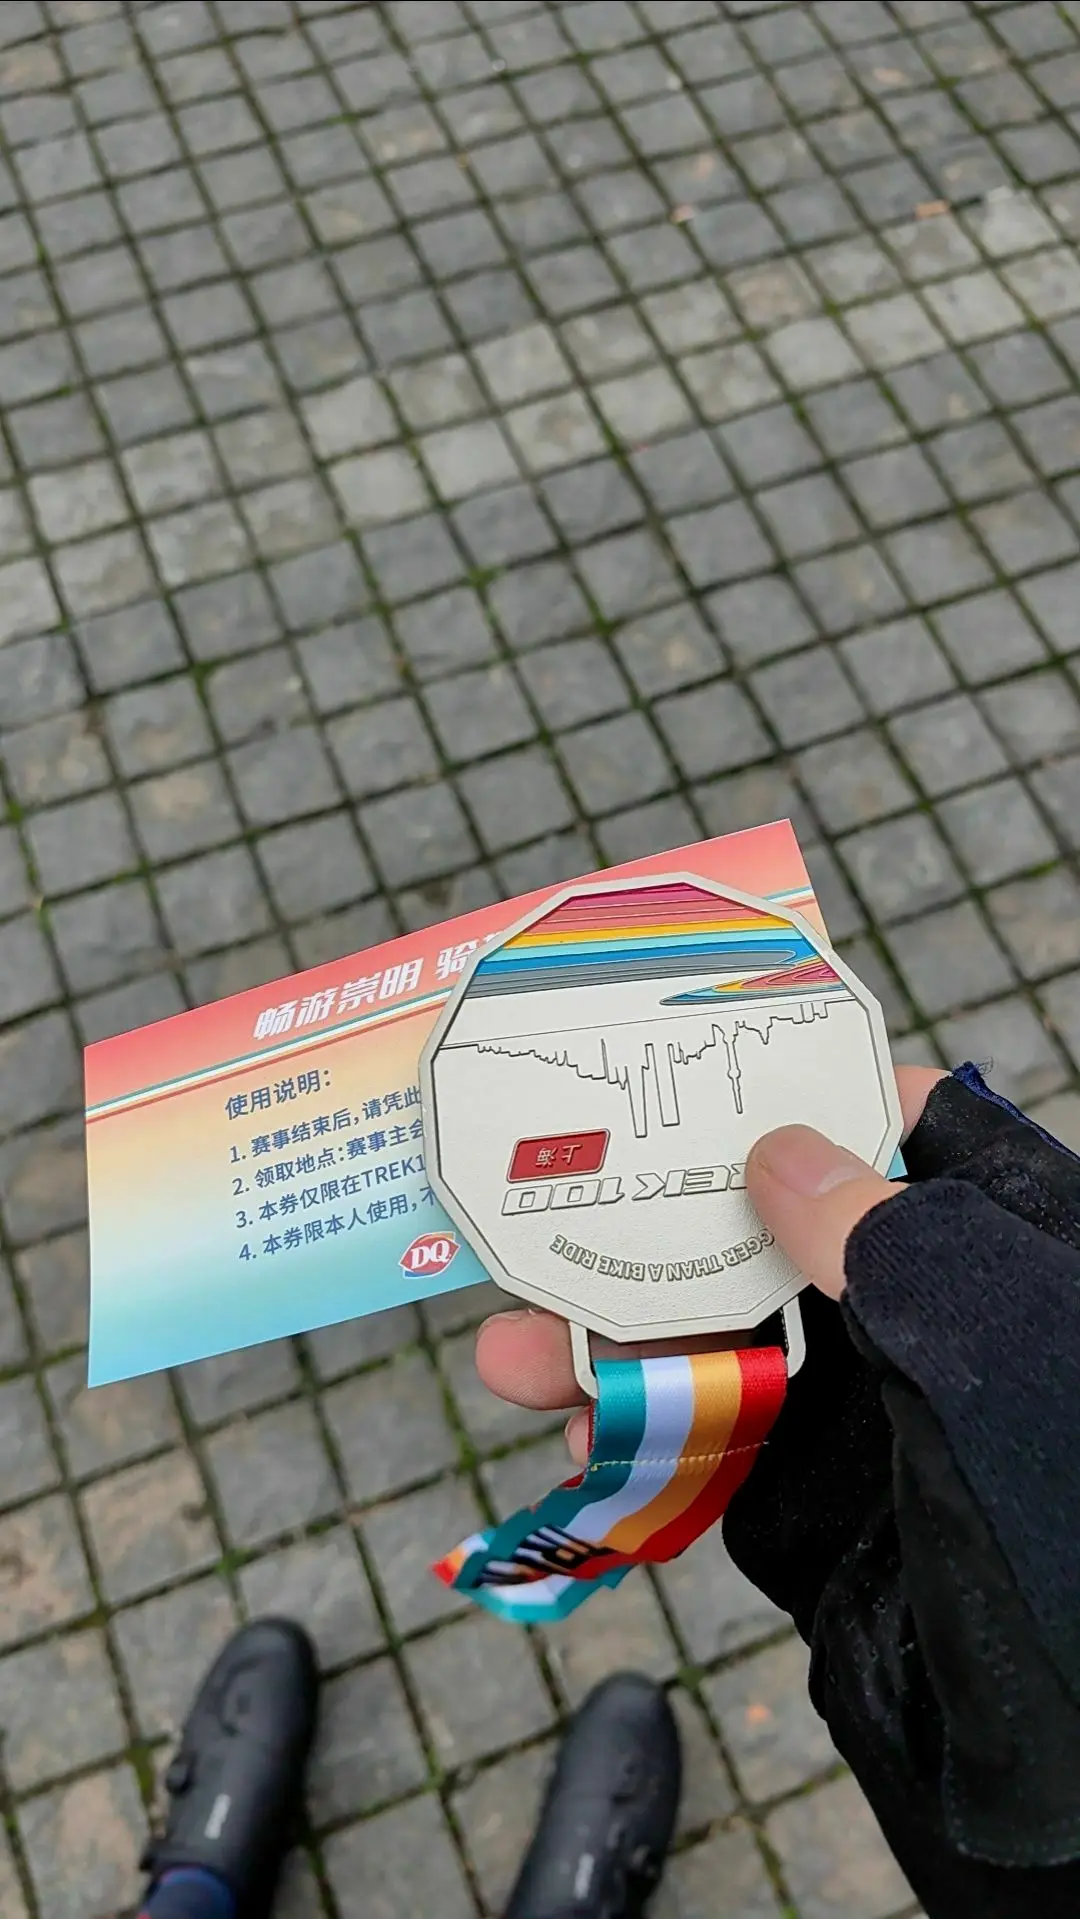 畅游崇明 骑
使用说明:
1. 赛事结束后,请凭此
2. 领取地点:赛事主会
3. 本券仅限在TREK1
4. 本券限本人使用,不
DQ
上海
REK 100
GGER THAN A BIKE RIDE